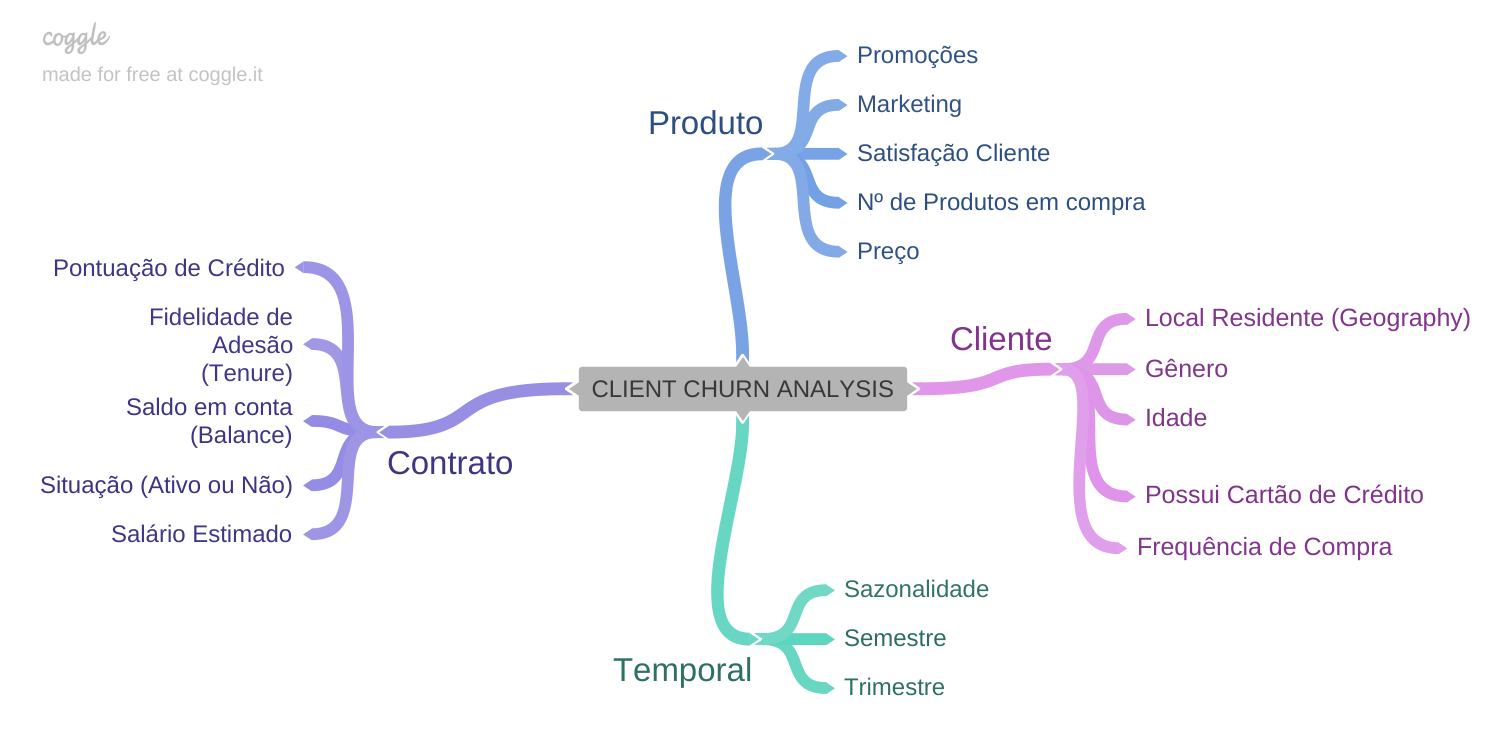 coggle
made for free at coggle.it
Produto
Promoções
Marketing
Satisfação Cliente
Nº de Produtos em compra
Preço
Pontuação de Crédito
Fidelidade de
Adesão
(Tenure)
Saldo em conta
(Balance)
Situação (Ativo ou Não)
Salário Estimado
Contrato
CLIENT CHURN ANALYSIS
Cliente
Local Residente (Geography)
Gênero
Idade
Possui Cartão de Crédito
Frequência de Compra
Temporal
Sazonalidade
Semestre
Trimestre